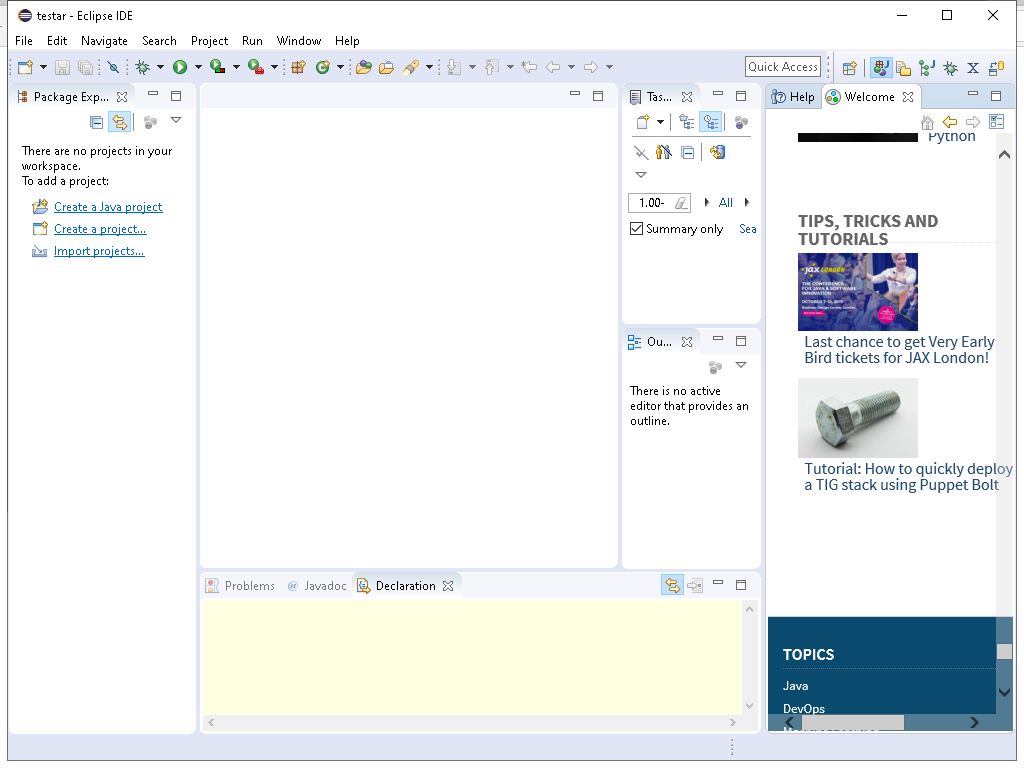 testar - Eclipse IDE
File Edit Navigate Search Project Run Window Help
Quick Access
Package Exp...
There are no projects in your
workspace.
To add a project:
Create a Java project
Create a project...
Import projects...
Tas...
1.00-
All
Summary only
Sea
Ou...
There is no active
editor that provides an
outline.
Help
Welcome
Python
TIPS, TRICKS AND
TUTORIALS
JAX LONDON
THE CONFERENCE
FOR JAVA & SOFTWARE
INNOVATION
Last chance to get Very Early
Bird tickets for JAX London!
Tutorial: How to quickly deploy
a TIG stack using Puppet Bolt
TOPICS
Java
DevOps
Problems
@ Javadoc
Declaration